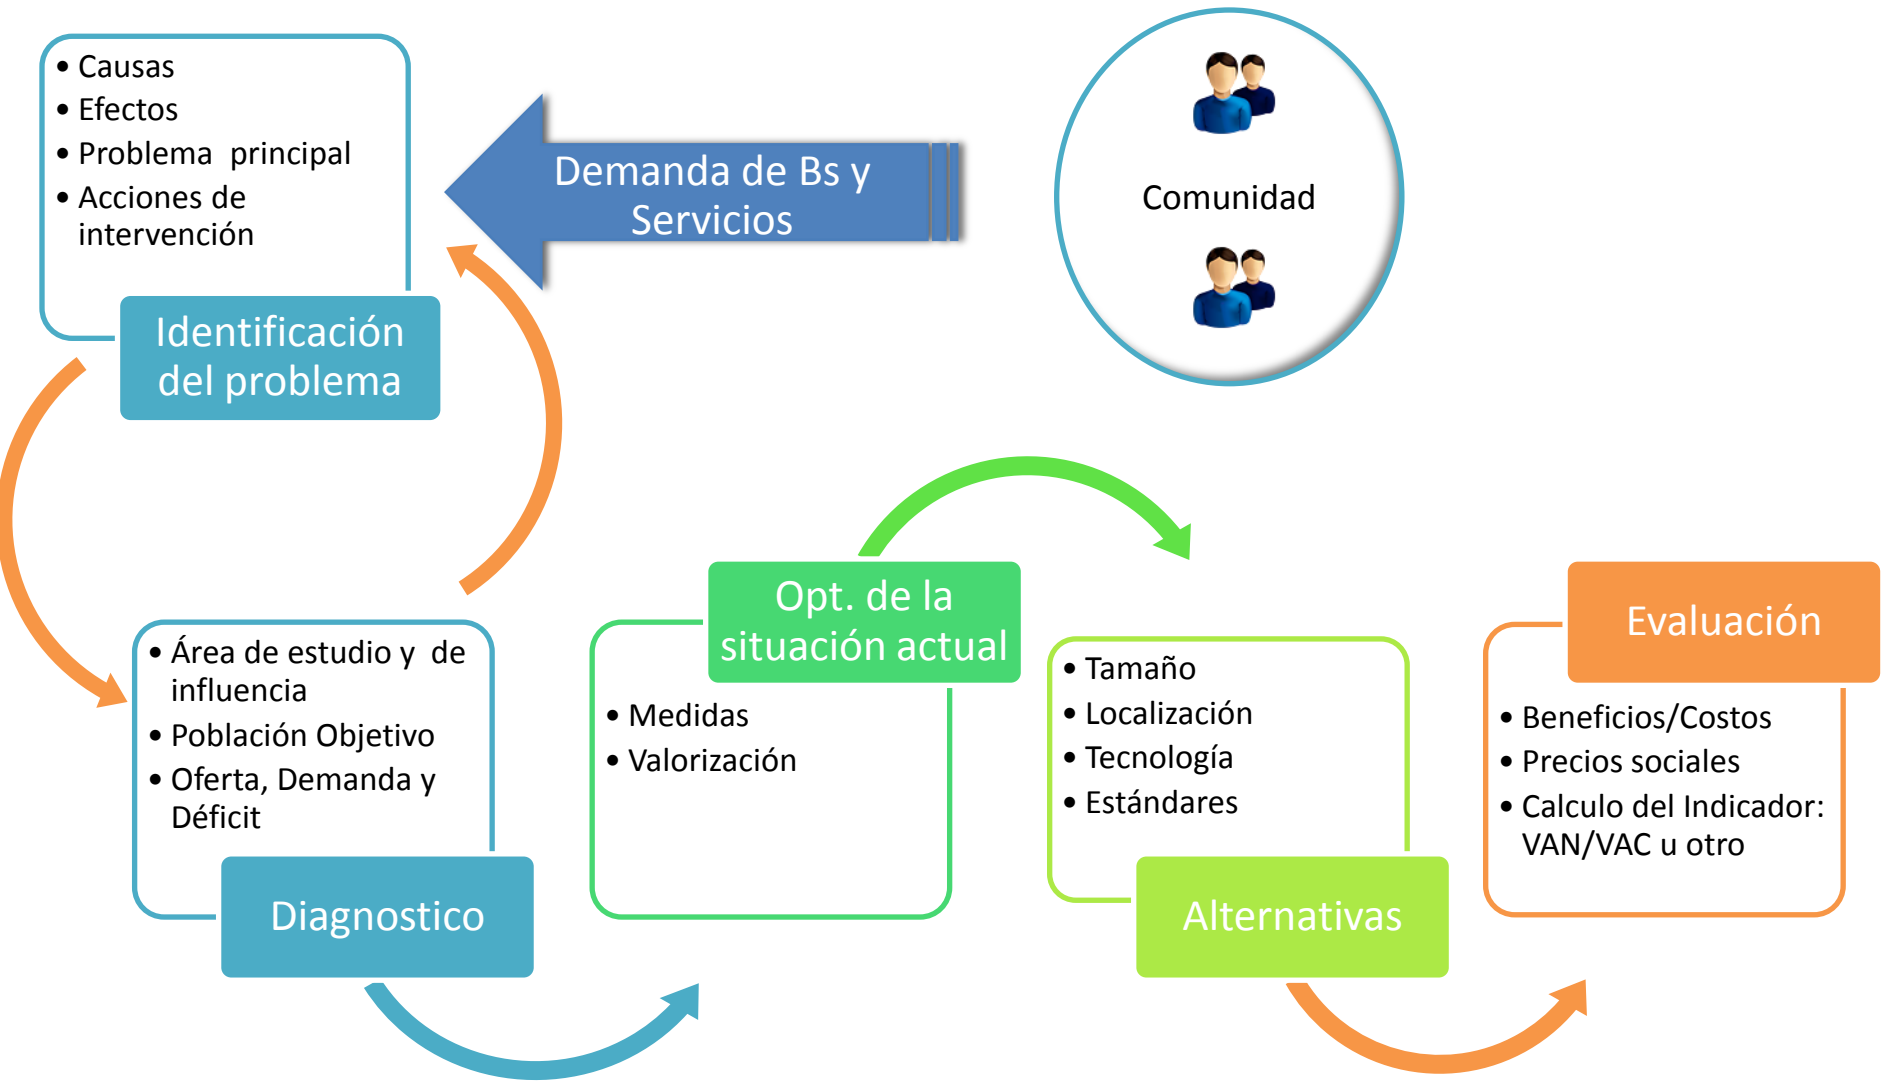 • Causas
• Efectos
• Problema principal
• Acciones de
intervención
Identificación
del problema
Demanda de Bs y
Servicios
Comunidad
• Área de estudio y de
influencia
• Población Objetivo
• Oferta, Demanda y
Déficit
Diagnostico
Opt. de la
situación actual
• Medidas
• Valorización
• Tamaño
• Localización
• Tecnología
• Estándares
Alternativas
Evaluación
• Beneficios/Costos
• Precios sociales
• Calculo del Indicador:
VAN/VAC u otro